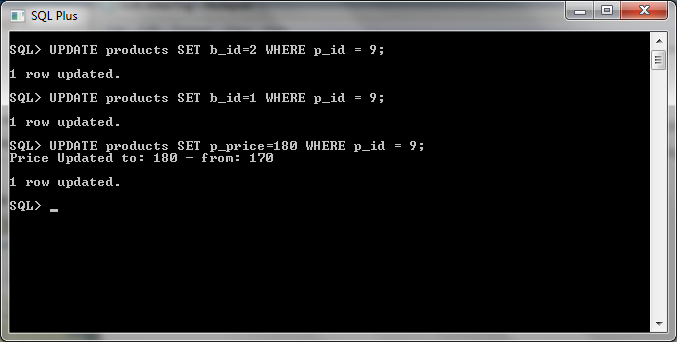 SQL Plus
SQL> UPDATE products SET b_id=2 WHERE p_id = 9;
1 row updated.
SQL> UPDATE products SET b_id=1 WHERE p_id = 9;
1 row updated.
SQL> UPDATE products SET p_price=180 WHERE p_id = 9;
Price Updated to: 180 - from: 170
1 row updated.
SQL> _